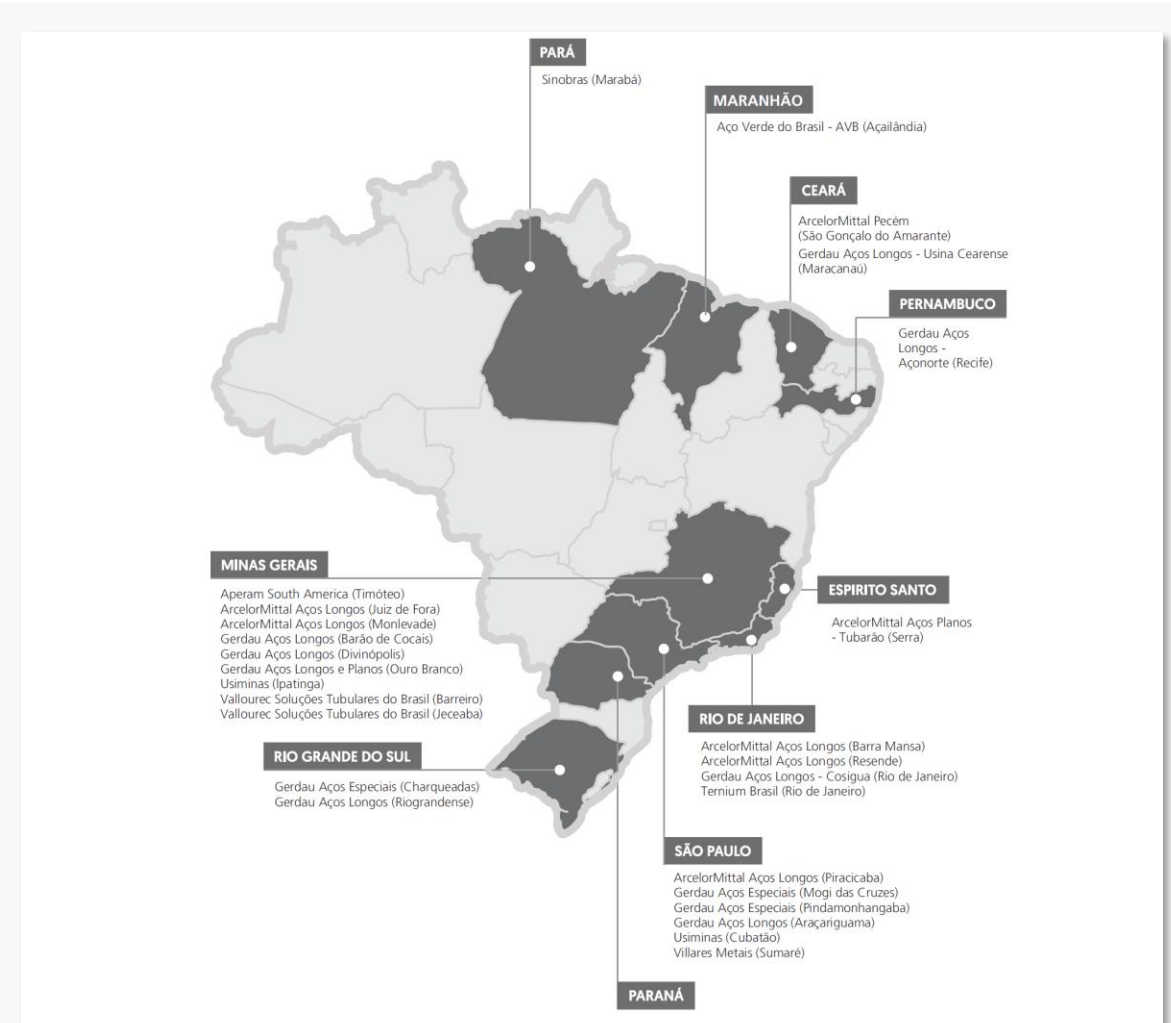 PARÁ
Sinobras (Marabá)
MARANHÃO
Aço Verde do Brasil - AVB (Açailândia)
CEARÁ
ArcelorMittal Pecém
(São Gonçalo do Amarante)
Gerdau Aços Longos - Usina Cearense
(Maracanaú)
PERNAMBUCO
Gerdau Aços
Longos -
Açonorte (Recife)
MINAS GERAIS
Aperam South America (Timóteo)
ArcelorMittal Aços Longos (Juiz de Fora)
ArcelorMittal Aços Longos (Monlevade)
Gerdau Aços Longos (Barão de Cocais)
Gerdau Aços Longos (Divinópolis)
Gerdau Aços Longos e Planos (Ouro Branco)
Usiminas (Ipatinga)
Vallourec Soluções Tubulares do Brasil (Barreiro)
Vallourec Soluções Tubulares do Brasil (Jeceaba)
ESPIRITO SANTO
ArcelorMittal Aços Planos
- Tubarão (Serra)
RIO DE JANEIRO
ArcelorMittal Aços Longos (Barra Mansa)
ArcelorMittal Aços Longos (Resende)
Gerdau Aços Longos - Cosigua (Rio de Janeiro)
Ternium Brasil (Rio de Janeiro)
RIO GRANDE DO SUL
Gerdau Aços Especiais (Charqueadas)
Gerdau Aços Longos (Riograndense)
SÃO PAULO
ArcelorMittal Aços Longos (Piracicaba)
Gerdau Aços Especiais (Mogi das Cruzes)
Gerdau Aços Especiais (Pindamonhangaba)
Gerdau Aços Longos (Araçariguama)
Usiminas (Cubatão)
Villares Metais (Sumaré)
PARANÁ